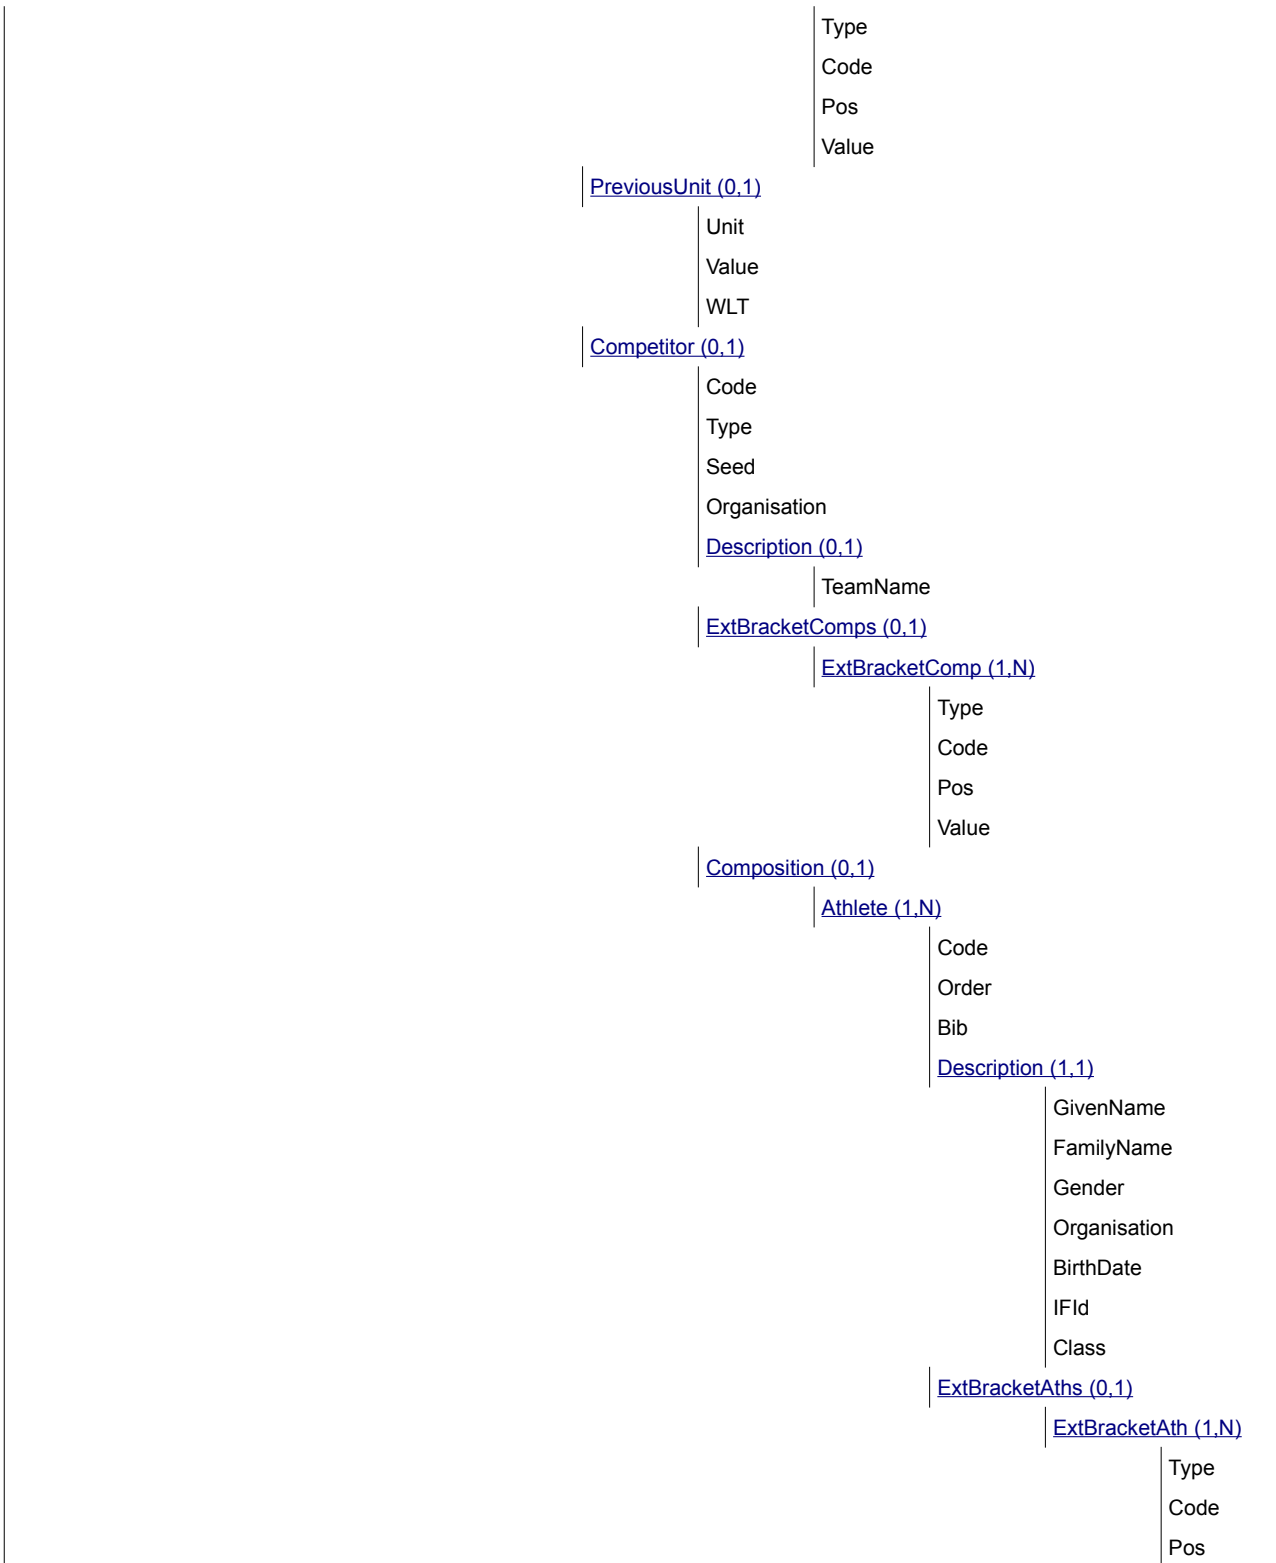 Type
Code
Pos
Value
PreviousUnit (0,1)
Unit
Value
WLT
Competitor (0,1)
Code
Type
Seed
Organisation
Description (0,1)
TeamName
ExtBracketComps (0,1)
ExtBracketComp (1,N)
Type
Code
Pos
Value
Composition (0,1)
Athlete (1,N)
Code
Order
Bib
Description (1,1)
GivenName
FamilyName
Gender
Organisation
BirthDate
IFId
Class
ExtBracketAths (0,1)
ExtBracketAth (1,N)
Type
Code
Pos